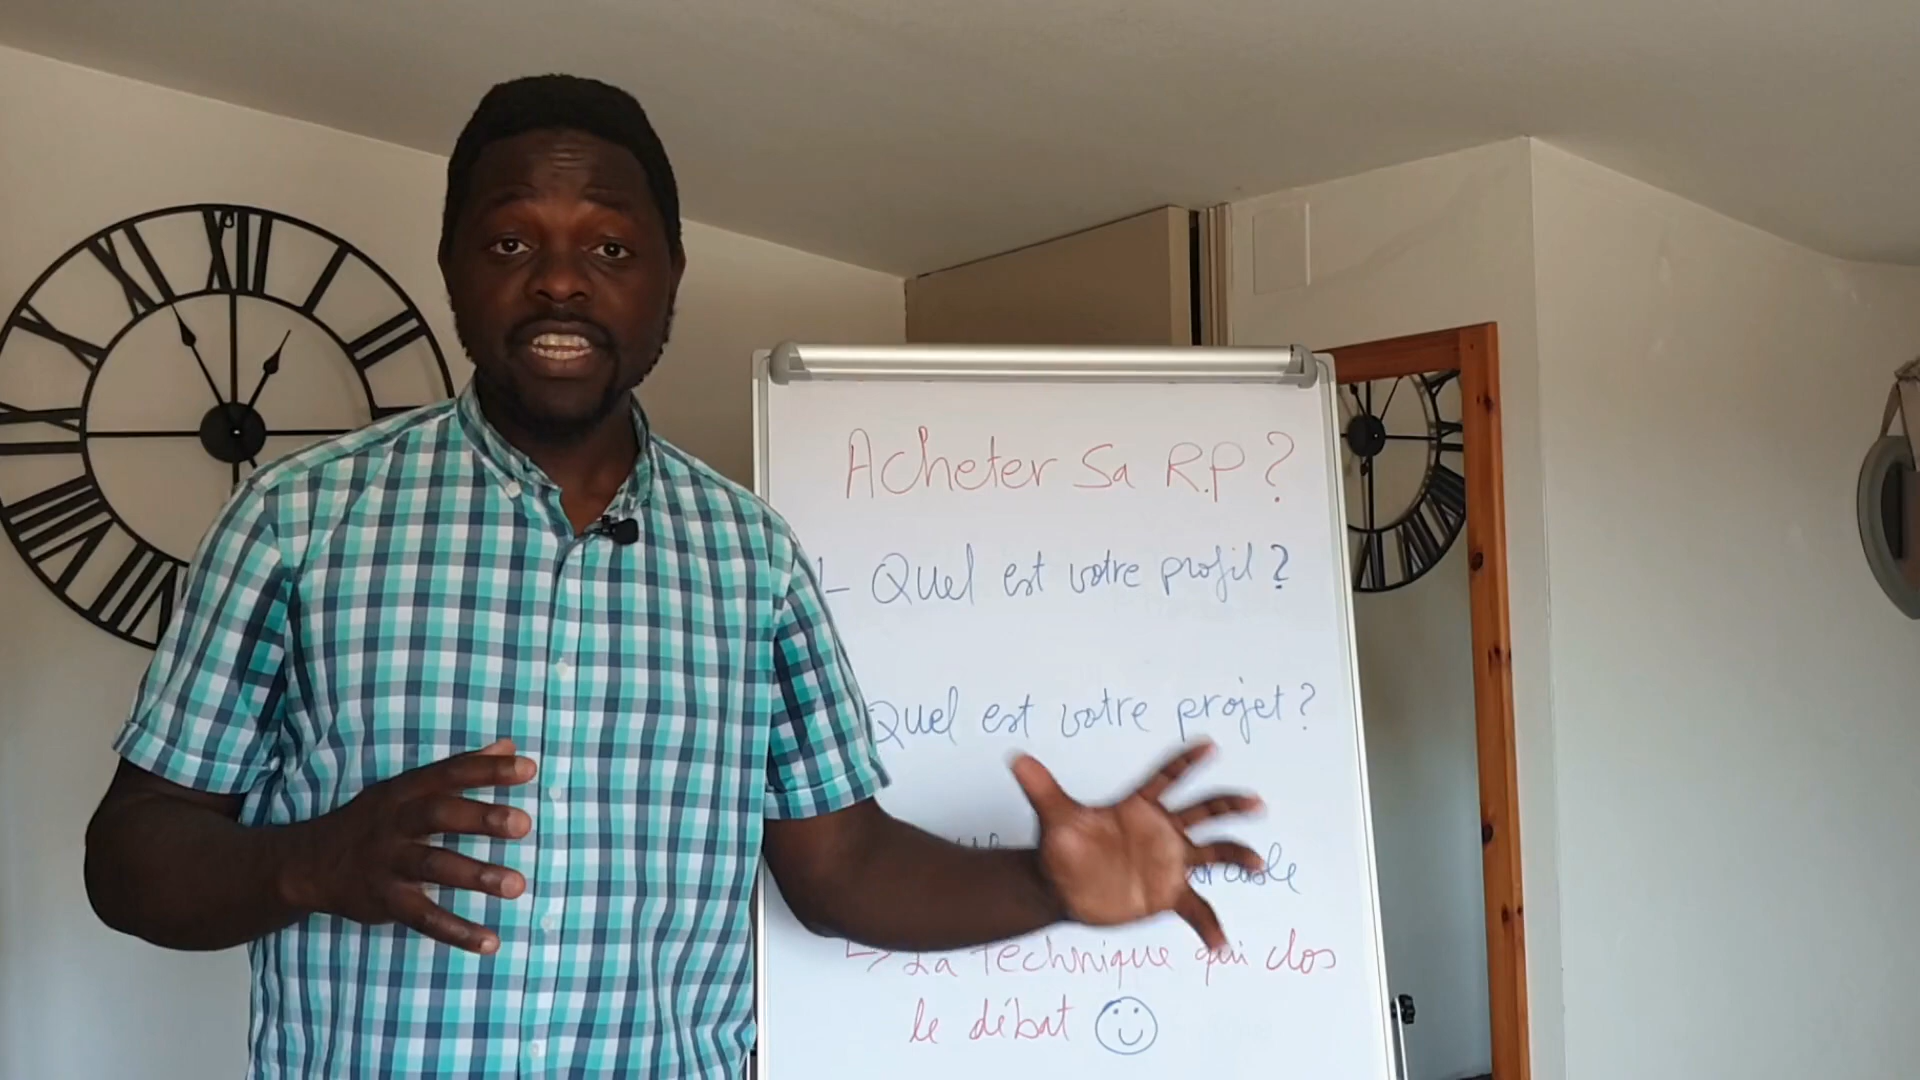 Acheter Sa R.P ?
- Quel est votre profil ?
Quel est votre projet ?
-> La technique qui clos
le débat